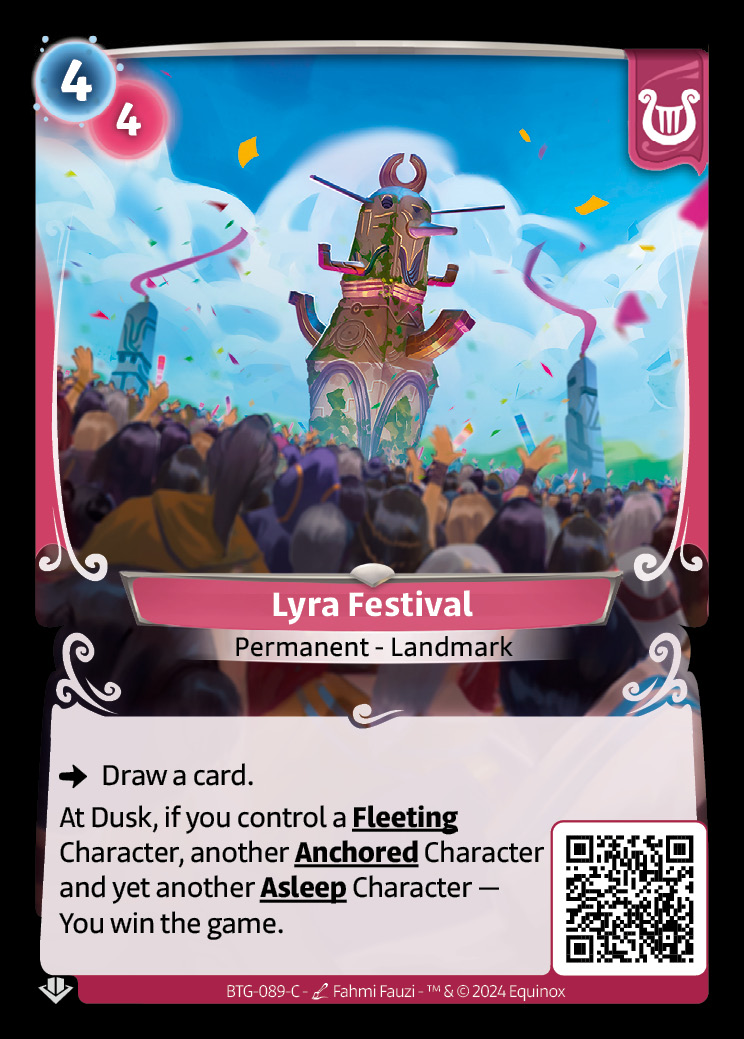 4
4
Lyra Festival
Permanent - Landmark
Draw a card.
At Dusk, if you control a Fleeting
Character, another Anchored Character
and yet another Asleep Character —
You win the game.
BTG-089-C - Fahmi Fauzi - ™ & © 2024 Equinox